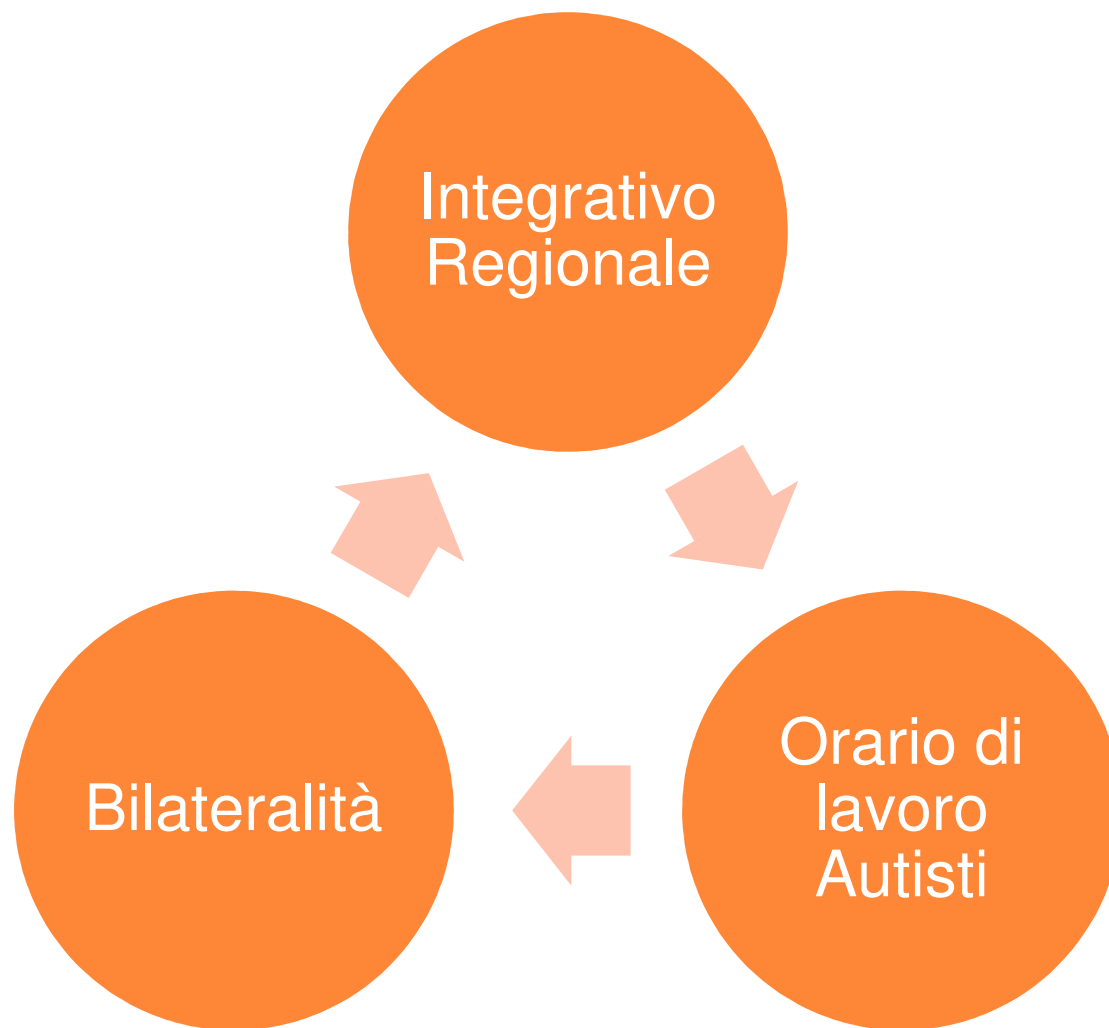 Integrativo
Regionale
Orario di
lavoro
Autisti
Bilateralità